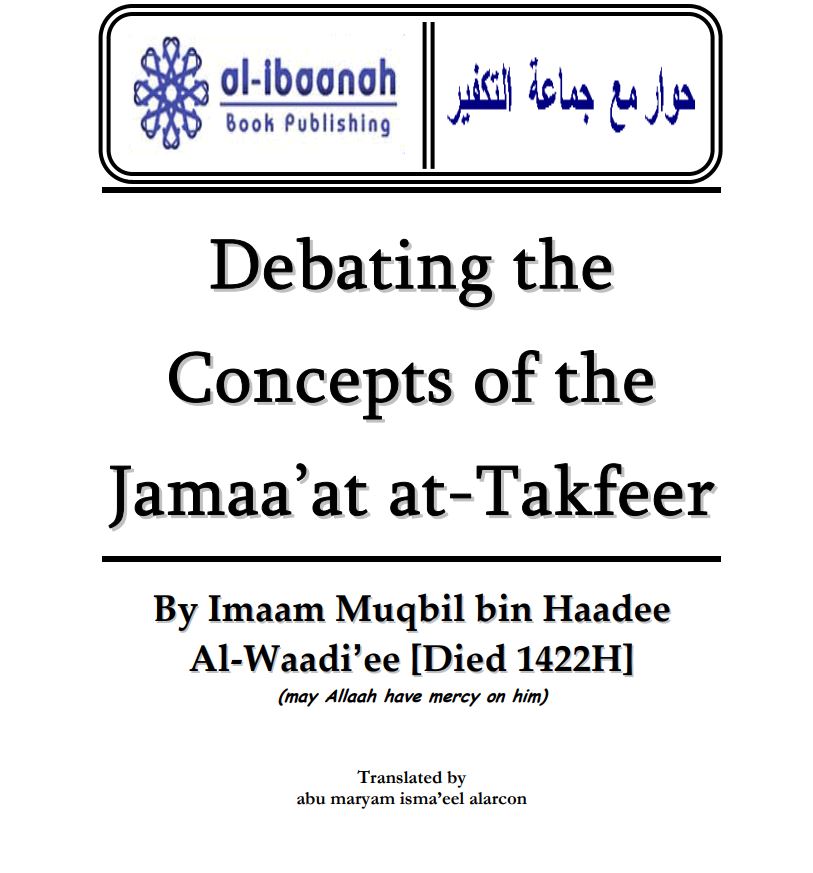 al-ibaanah
Book Publishing
حوار مع جماعة التكفير
Debating the
Concepts of the
Jamaa’at at-Takfeer
By Imaam Muqbil bin Haadee
Al-Waadi’ee [Died 1422H]
(may Allaah have mercy on him)
Translated by
abu maryam isma’eel alarcon